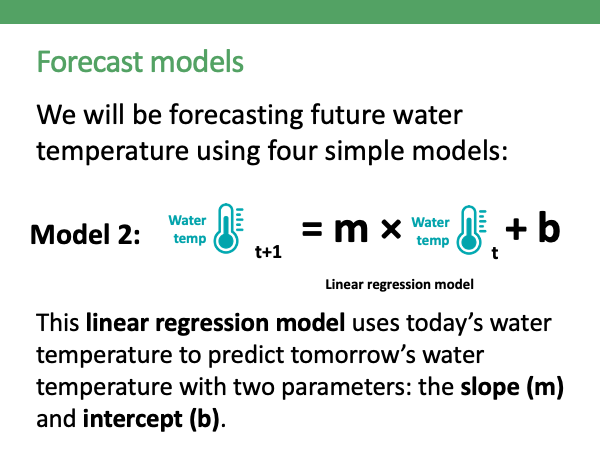 Forecast models
We will be forecasting future water
temperature using four simple models:
Model 2: Water temp t+1 = m × Water temp t + b
Linear regression model
This linear regression model uses today's water
temperature to predict tomorrow's water
temperature with two parameters: the slope (m)
and intercept (b).